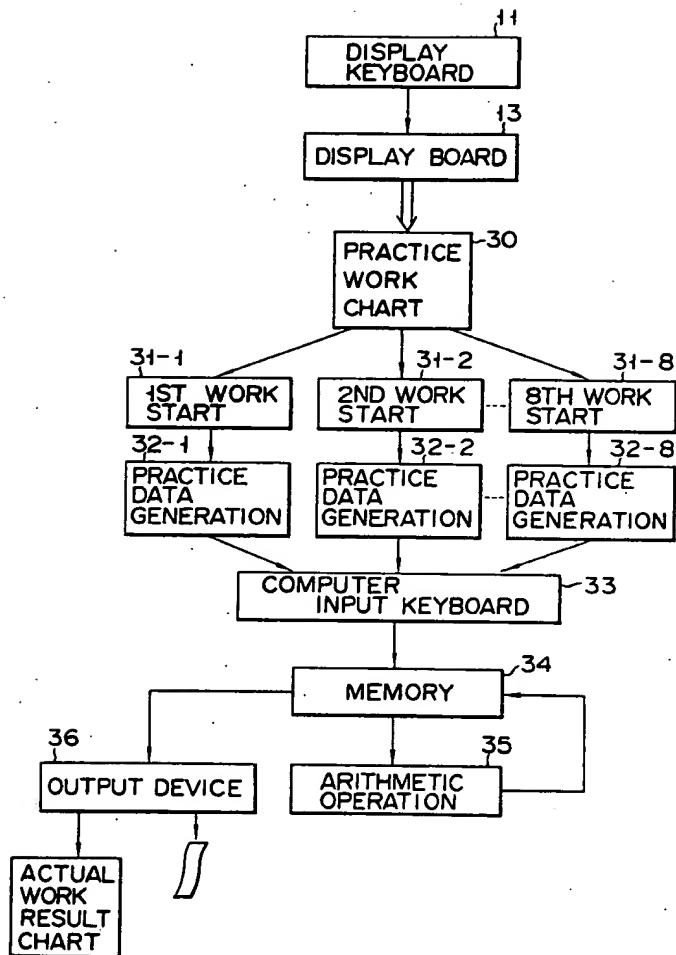 11
DISPLAY
KEYBOARD
13
DISPLAY BOARD
30
PRACTICE
WORK
CHART
31-1
31-2
31-8
1ST WORK
START
2ND WORK
START
8TH WORK
START
32-1
32-2
32-8
PRACTICE
DATA
GENERATION
PRACTICE
DATA
GENERATION
PRACTICE
DATA
GENERATION
COMPUTER
INPUT KEYBOARD
33
34
MEMORY
36
OUTPUT DEVICE
35
ARITHMETIC
OPERATION
ACTUAL
WORK
RESULT
CHART